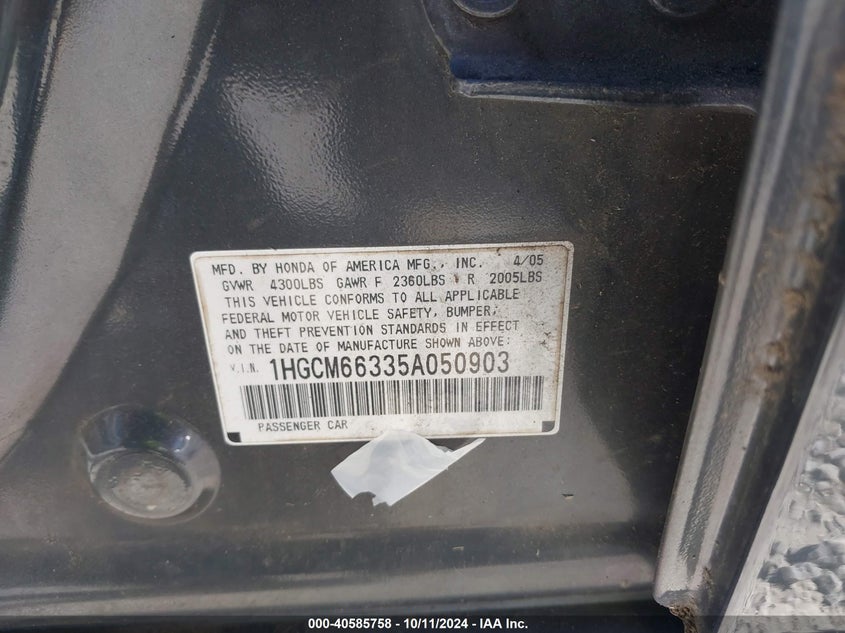 MFD. BY HONDA OF AMERICA MFG., INC. 4/05
GVWR 4300LBS GAWR F 2360LBS R 2005LBS
THIS VEHICLE CONFORMS TO ALL APPLICABLE
FEDERAL MOTOR VEHICLE SAFETY, BUMPER,
AND THEFT PREVENTION STANDARDS IN EFFECT
ON THE DATE OF MANUFACTURE SHOWN ABOVE:
V.I.N. 1HGCM66335A050903
PASSENGER CAR
000-40585758 - 10/11/2024 - IAA Inc.